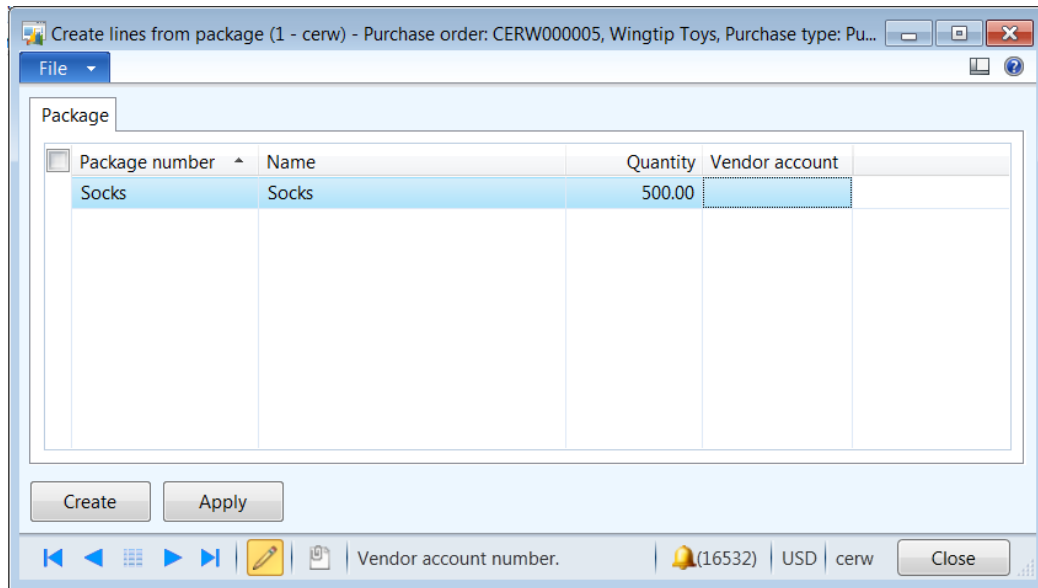 Create lines from package (1 - cerw) - Purchase order: CERW000005, Wingtip Toys, Purchase type: Pu...
File
Package
Package number Name Quantity Vendor account
Socks Socks 500.00
Create Apply
Vendor account number. (16532) USD cerw Close